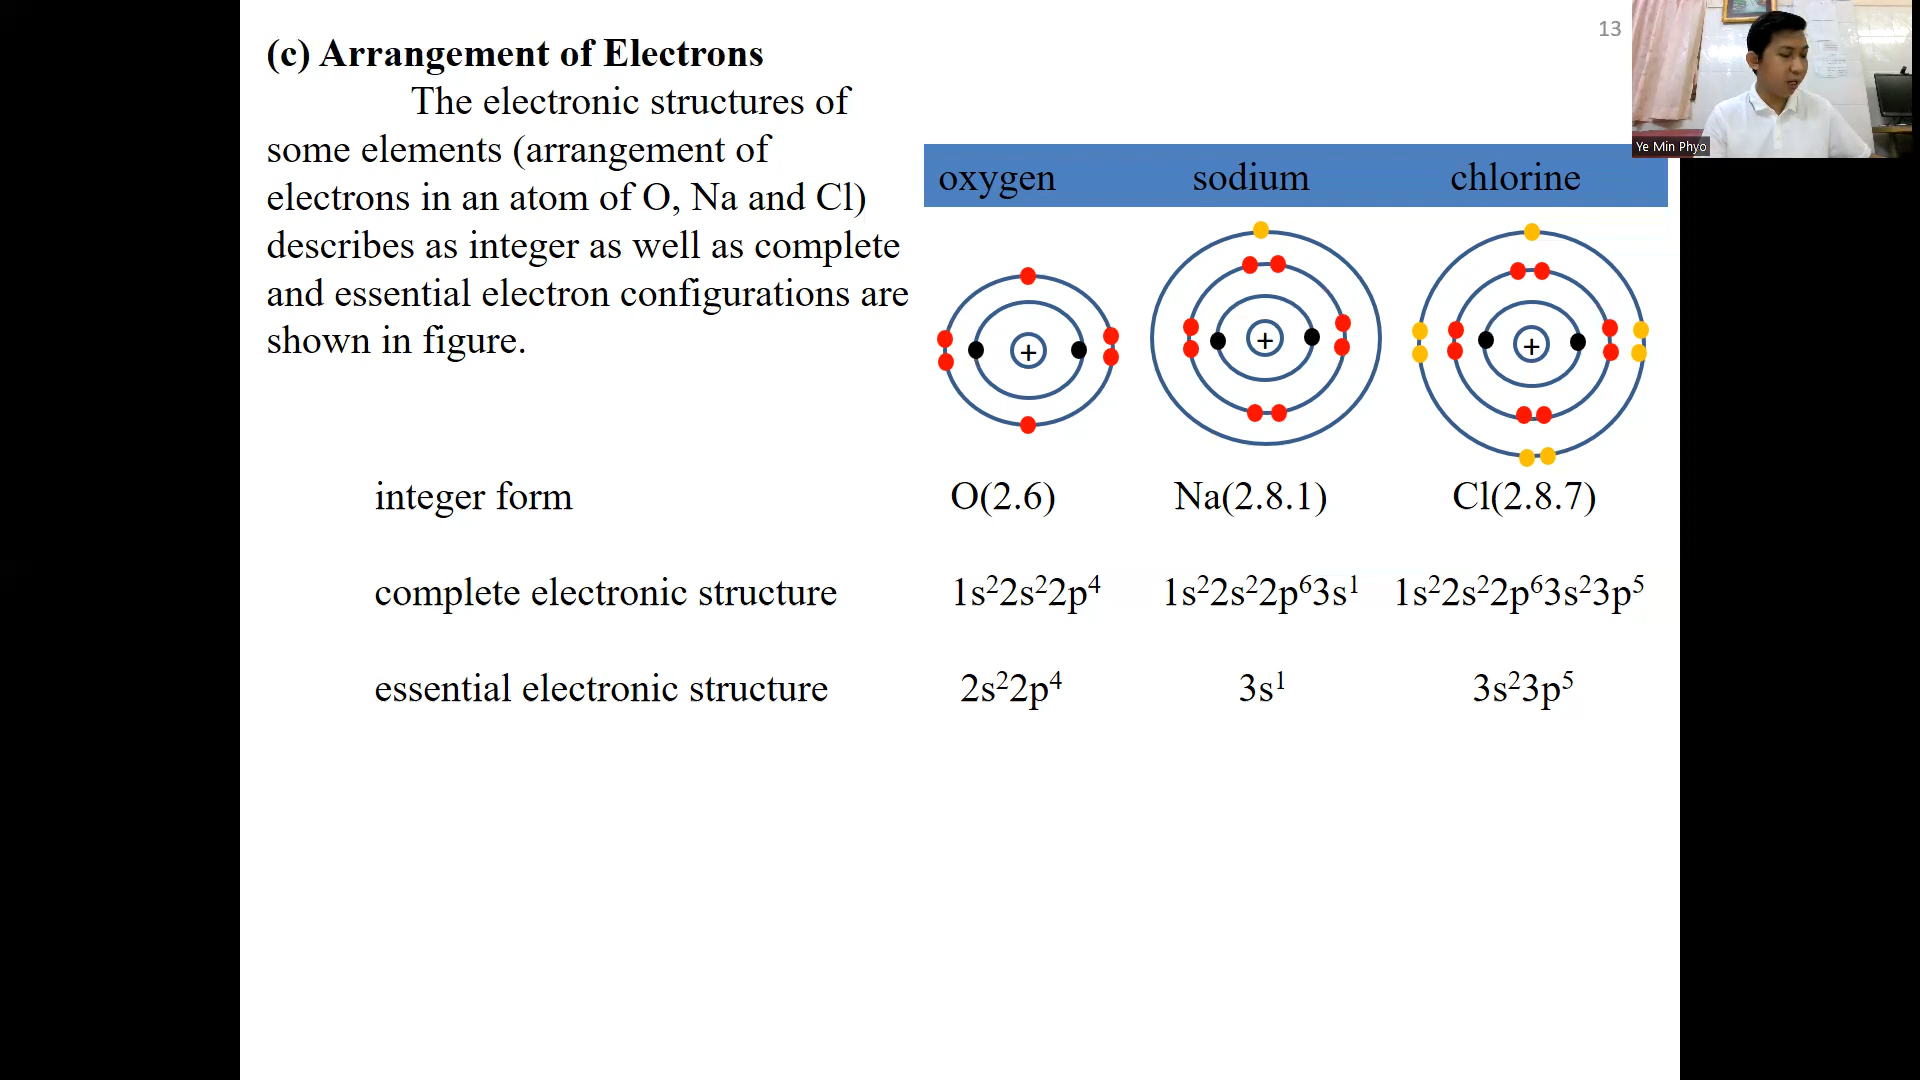 13
(c) Arrangement of Electrons
The electronic structures of
some elements (arrangement of
electrons in an atom of O, Na and Cl)
describes as integer as well as complete
and essential electron configurations are
shown in figure.
Ye Min Phyo
oxygen sodium chlorine
+ + +
integer form O(2.6) Na(2.8.1) Cl(2.8.7)
complete electronic structure 1s²2s²2p⁴ 1s²2s²2p⁶3s¹ 1s²2s²2p⁶3s²3p⁵
essential electronic structure 2s²2p⁴ 3s¹ 3s²3p⁵